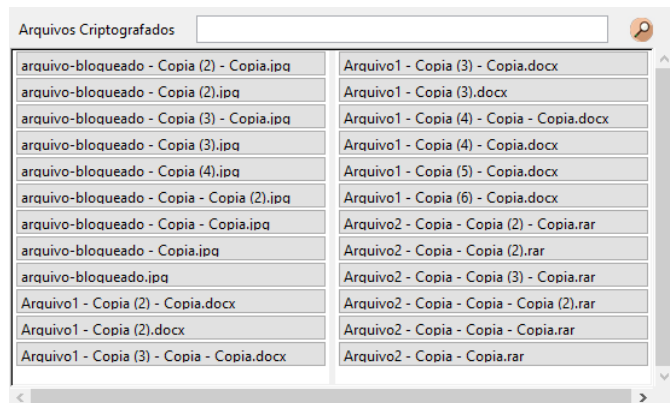 Arquivos Criptografados
arquivo-bloqueado - Copia (2) - Copia.jpg
arquivo-bloqueado - Copia (2).jpg
arquivo-bloqueado - Copia (3) - Copia.jpg
arquivo-bloqueado - Copia (3).jpg
arquivo-bloqueado - Copia (4).jpg
arquivo-bloqueado - Copia - Copia (2).jpg
arquivo-bloqueado - Copia - Copia.jpg
arquivo-bloqueado - Copia.jpg
arquivo-bloqueado.jpg
Arquivo1 - Copia (2) - Copia.docx
Arquivo1 - Copia (2).docx
Arquivo1 - Copia (3) - Copia - Copia.docx
Arquivo1 - Copia (3) - Copia.docx
Arquivo1 - Copia (3).docx
Arquivo1 - Copia (4) - Copia - Copia.docx
Arquivo1 - Copia (4) - Copia.docx
Arquivo1 - Copia (5) - Copia.docx
Arquivo1 - Copia (6) - Copia.docx
Arquivo2 - Copia - Copia (2) - Copia.rar
Arquivo2 - Copia - Copia (2).rar
Arquivo2 - Copia - Copia (3) - Copia.rar
Arquivo2 - Copia - Copia - Copia (2).rar
Arquivo2 - Copia - Copia - Copia.rar
Arquivo2 - Copia - Copia.rar